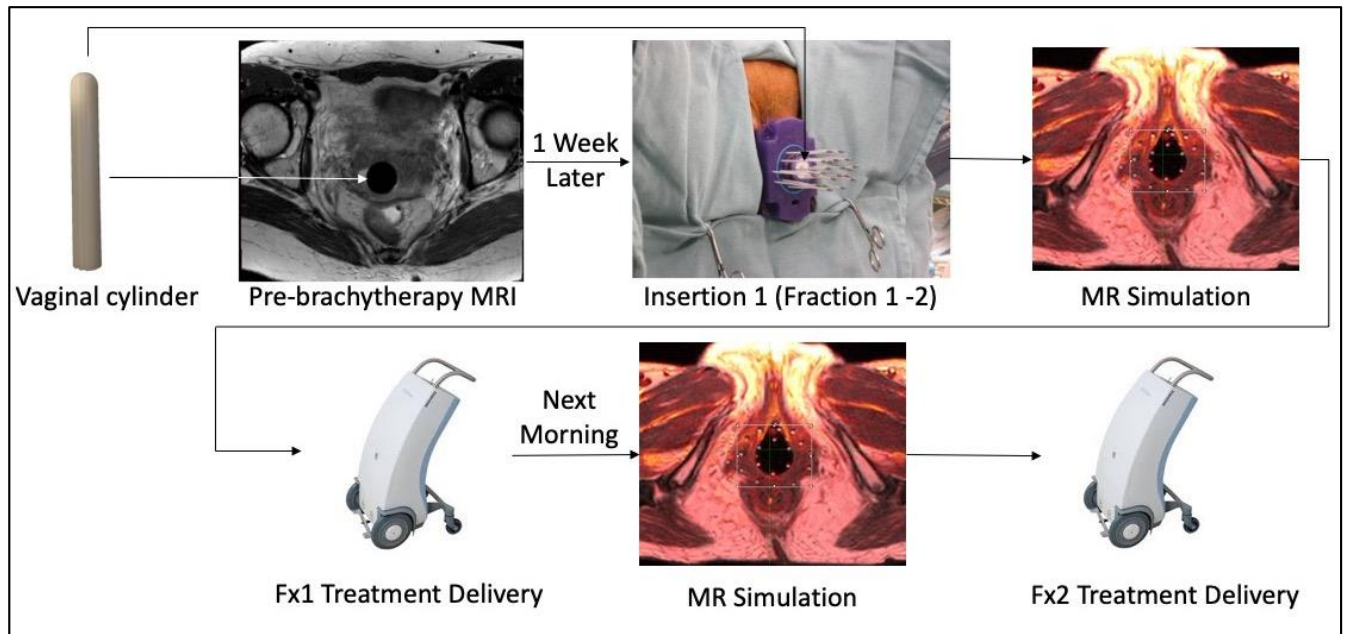 1 Week
Later
Vaginal cylinder
Pre-brachytherapy MRI
Insertion 1 (Fraction 1 -2)
MR Simulation
Next
Morning
Fx1 Treatment Delivery
MR Simulation
Fx2 Treatment Delivery